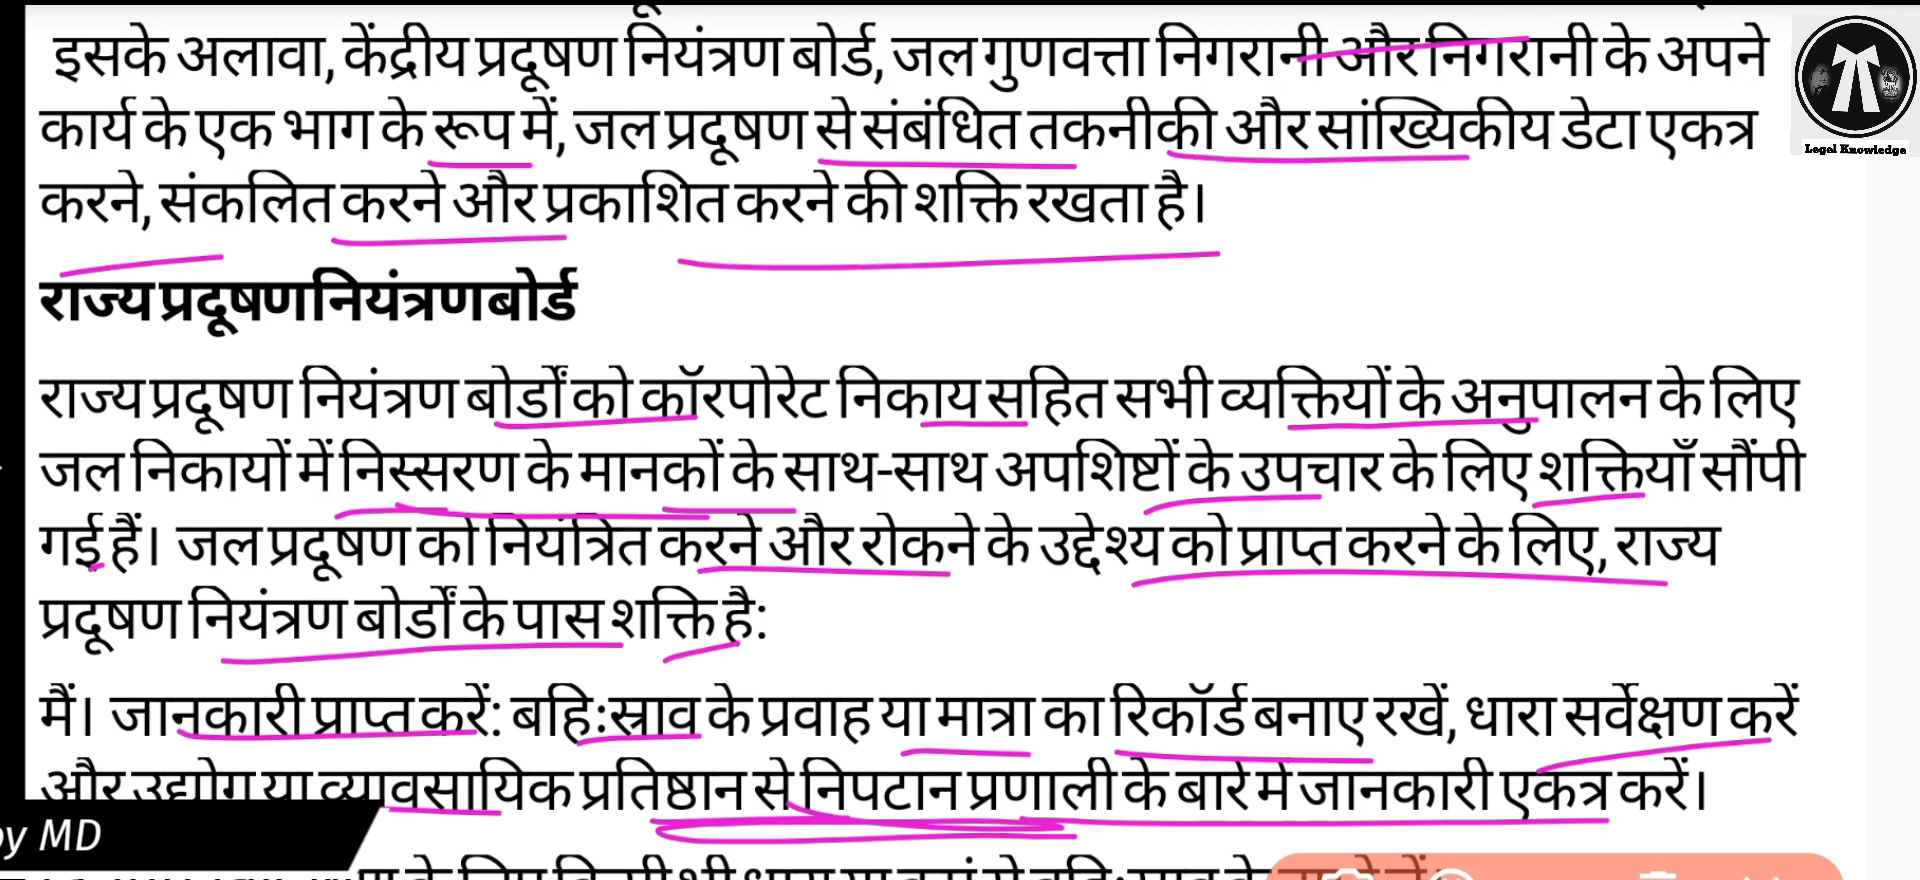 इसके अलावा, केंद्रीय प्रदूषण नियंत्रण बोर्ड, जल गुणवत्ता निगरानी और निगरानी के अपने
कार्य के एक भाग के रूप में, जल प्रदूषण से संबंधित तकनीकी और सांख्यिकीय डेटा एकत्र
करने, संकलित करने और प्रकाशित करने की शक्ति रखता है।
Legal Knowledge
राज्य प्रदूषण नियंत्रण बोर्ड
राज्य प्रदूषण नियंत्रण बोर्डों को कॉरपोरेट निकाय सहित सभी व्यक्तियों के अनुपालन के लिए
जल निकायों में निस्सरण के मानकों के साथ-साथ अपशिष्टों के उपचार के लिए शक्तियाँ सौंपी
गई हैं। जल प्रदूषण को नियंत्रित करने और रोकने के उद्देश्य को प्राप्त करने के लिए, राज्य
प्रदूषण नियंत्रण बोर्डों के पास शक्ति है:
मैं। जानकारी प्राप्त करें: बहिःस्राव के प्रवाह या मात्रा का रिकॉर्ड बनाए रखें, धारा सर्वेक्षण करें
और उद्योग या व्यावसायिक प्रतिष्ठान से निपटान प्रणाली के बारे में जानकारी एकत्र करें।
by MD